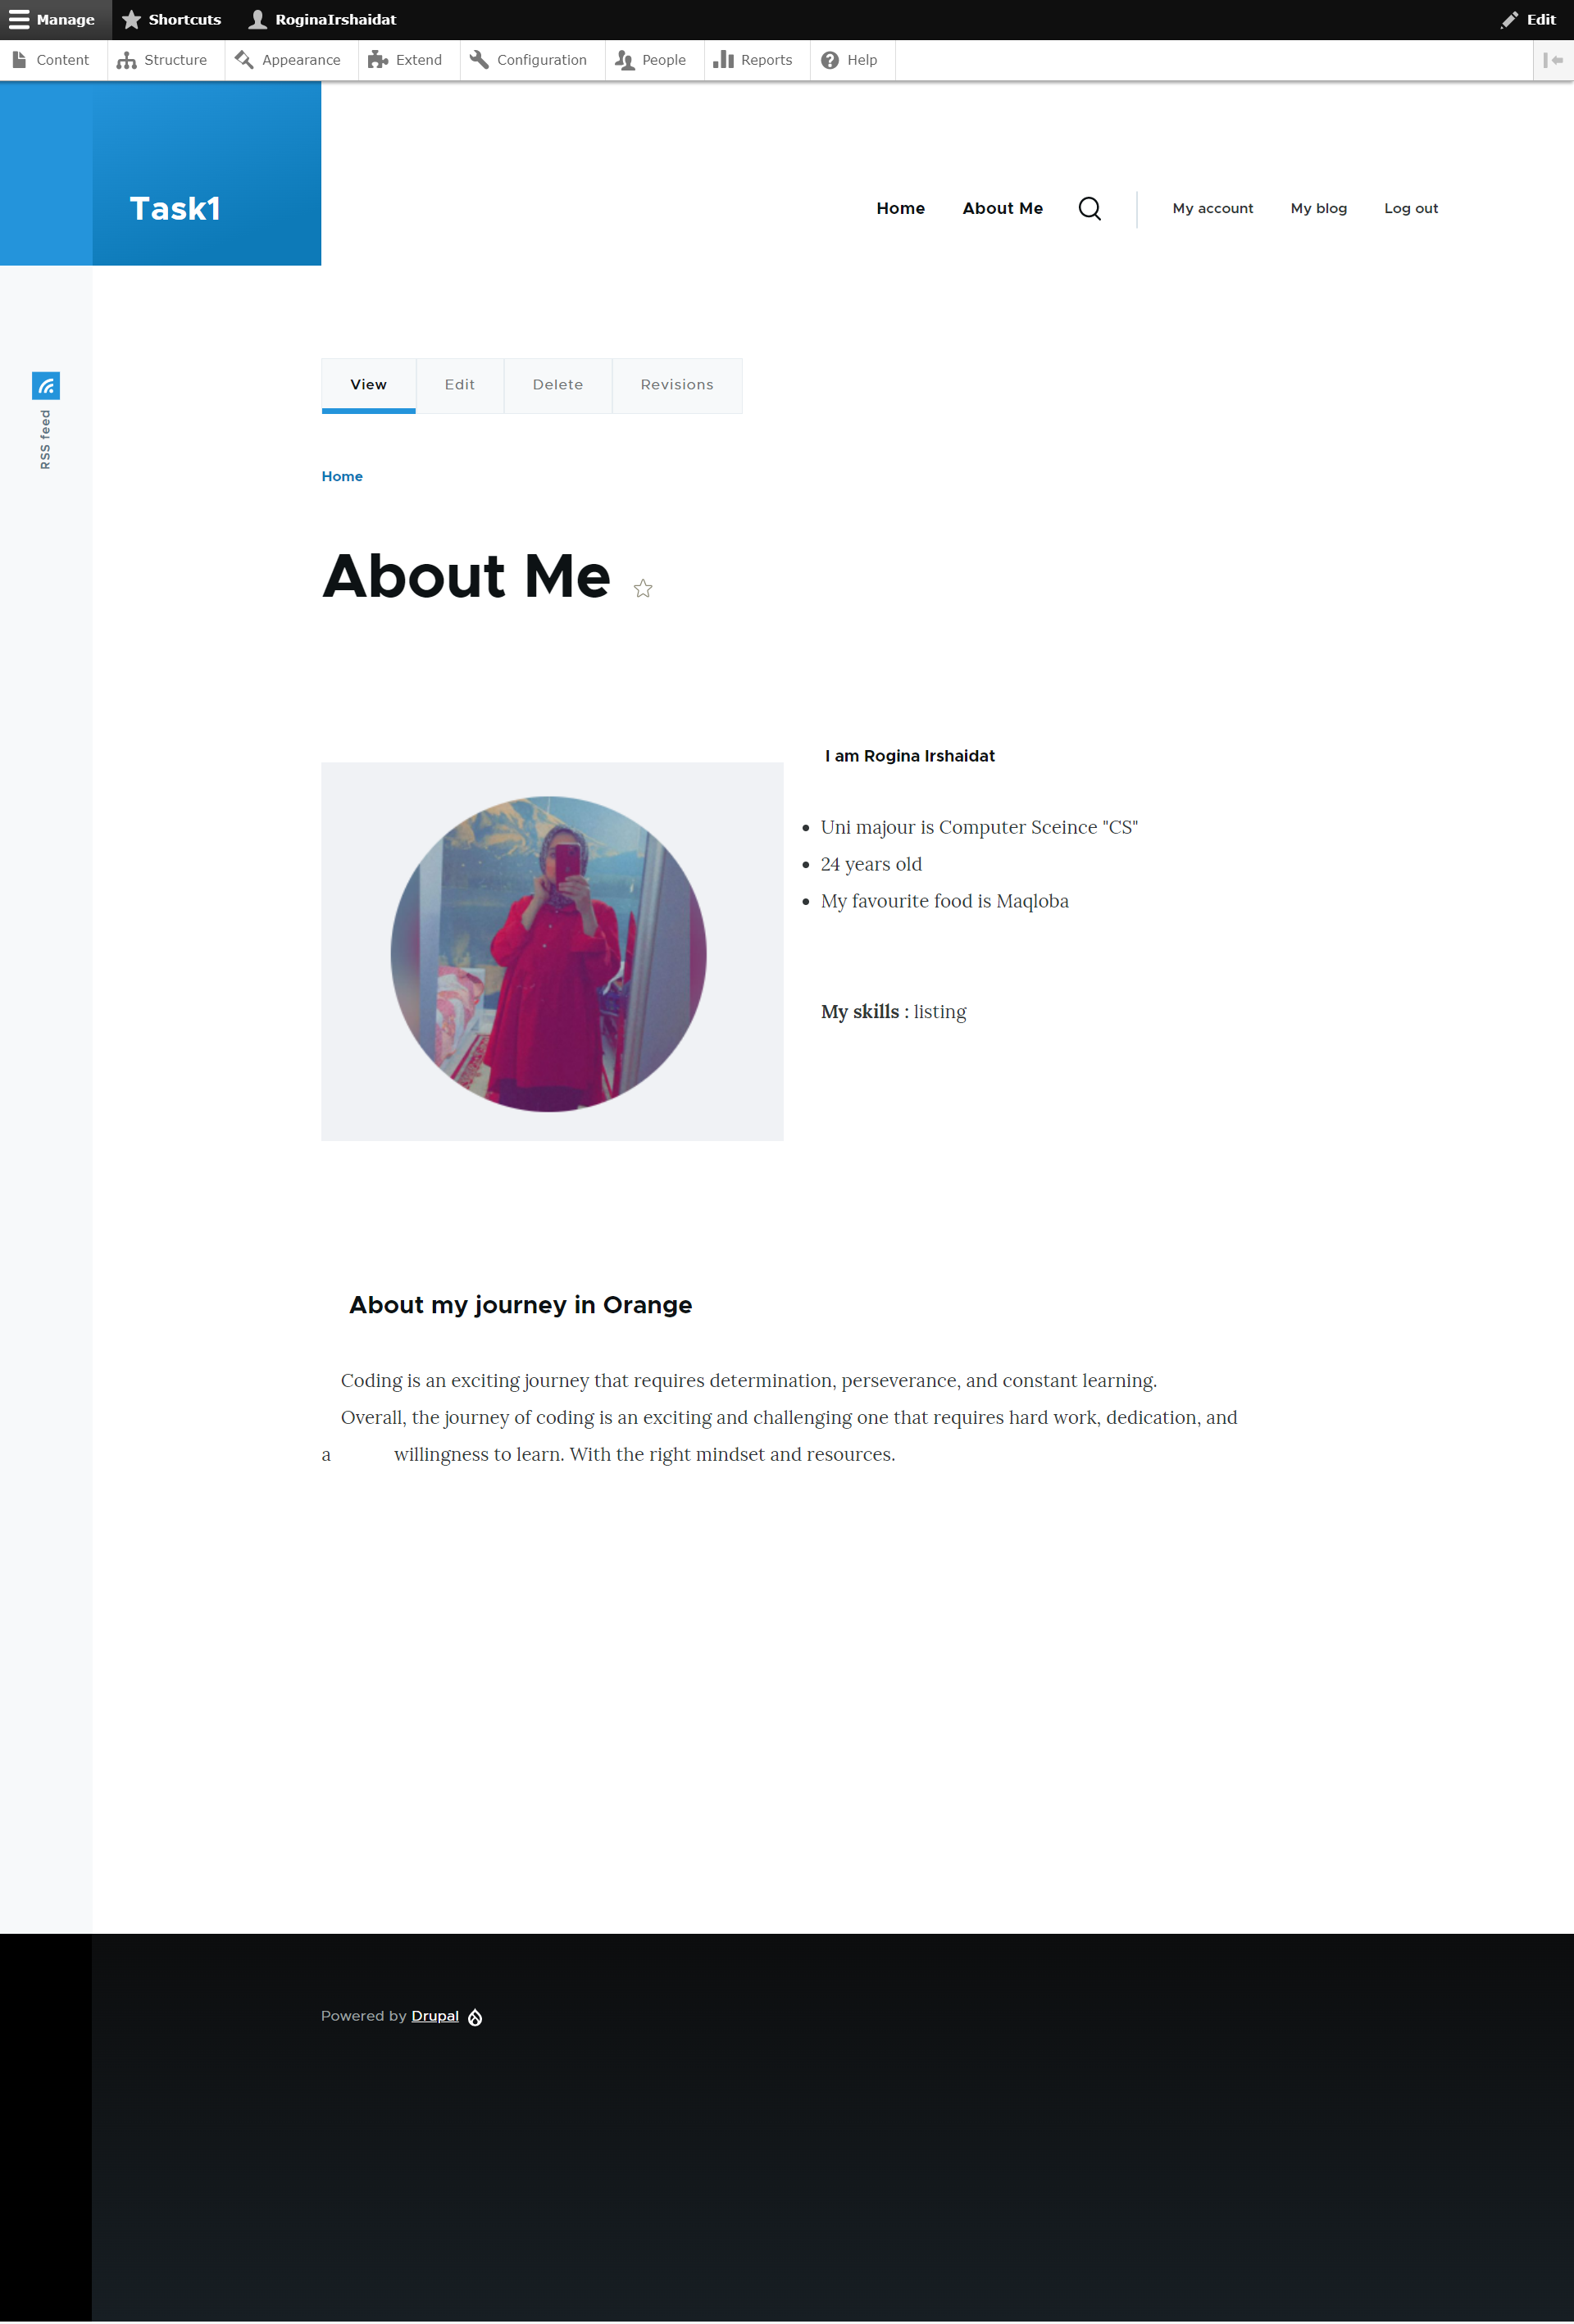 Manage Shortcuts RoginaIrshaidat Edit
Content Structure Appearance Extend Configuration People Reports Help
Task1
Home About Me My account My blog Log out
View Edit Delete Revisions
RSS feed
Home
About Me
I am Rogina Irshaidat
Uni majour is Computer Sceince "CS"
24 years old
My favourite food is Maqloba
My skills : listing
About my journey in Orange
Coding is an exciting journey that requires determination, perseverance, and constant learning.
Overall, the journey of coding is an exciting and challenging one that requires hard work, dedication, and
a willingness to learn. With the right mindset and resources.
Powered by Drupal